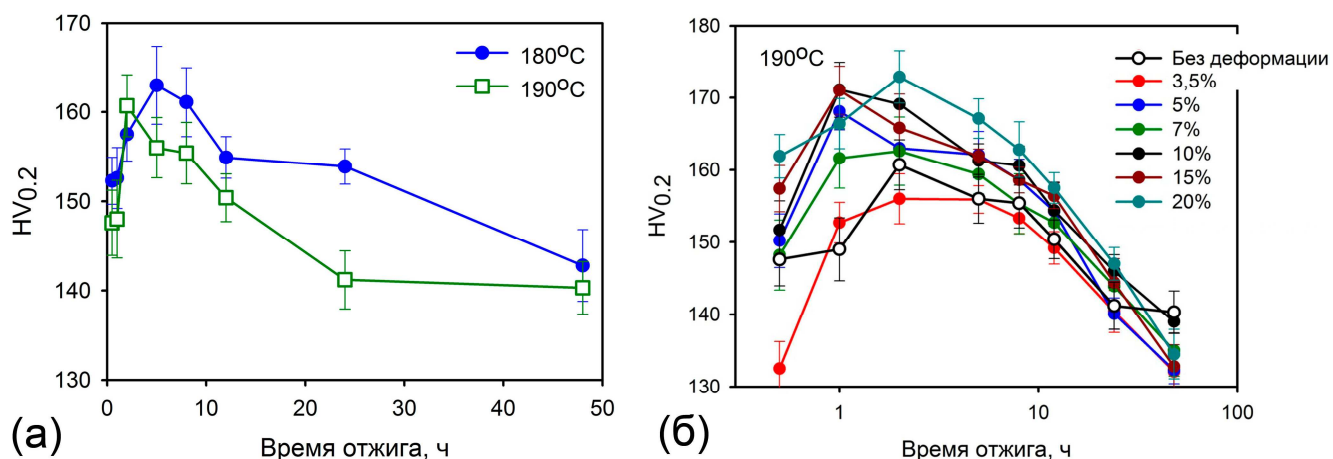 170
160
150
140
130
HV0.2
0 10 20 30 40 50
Время отжига, ч
180°C
190°C
(а)
180
170
160
150
140
130
HV0.2
1 10 100
Время отжига, ч
190°C
Без деформации
3,5%
5%
7%
10%
15%
20%
(б)